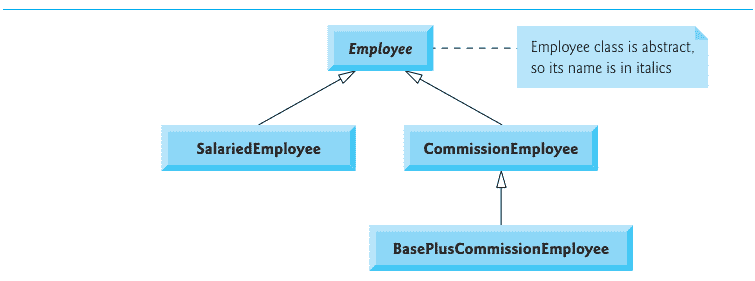 Employee
Employee class is abstract,
so its name is in italics
SalariedEmployee
CommissionEmployee
BasePlusCommissionEmployee